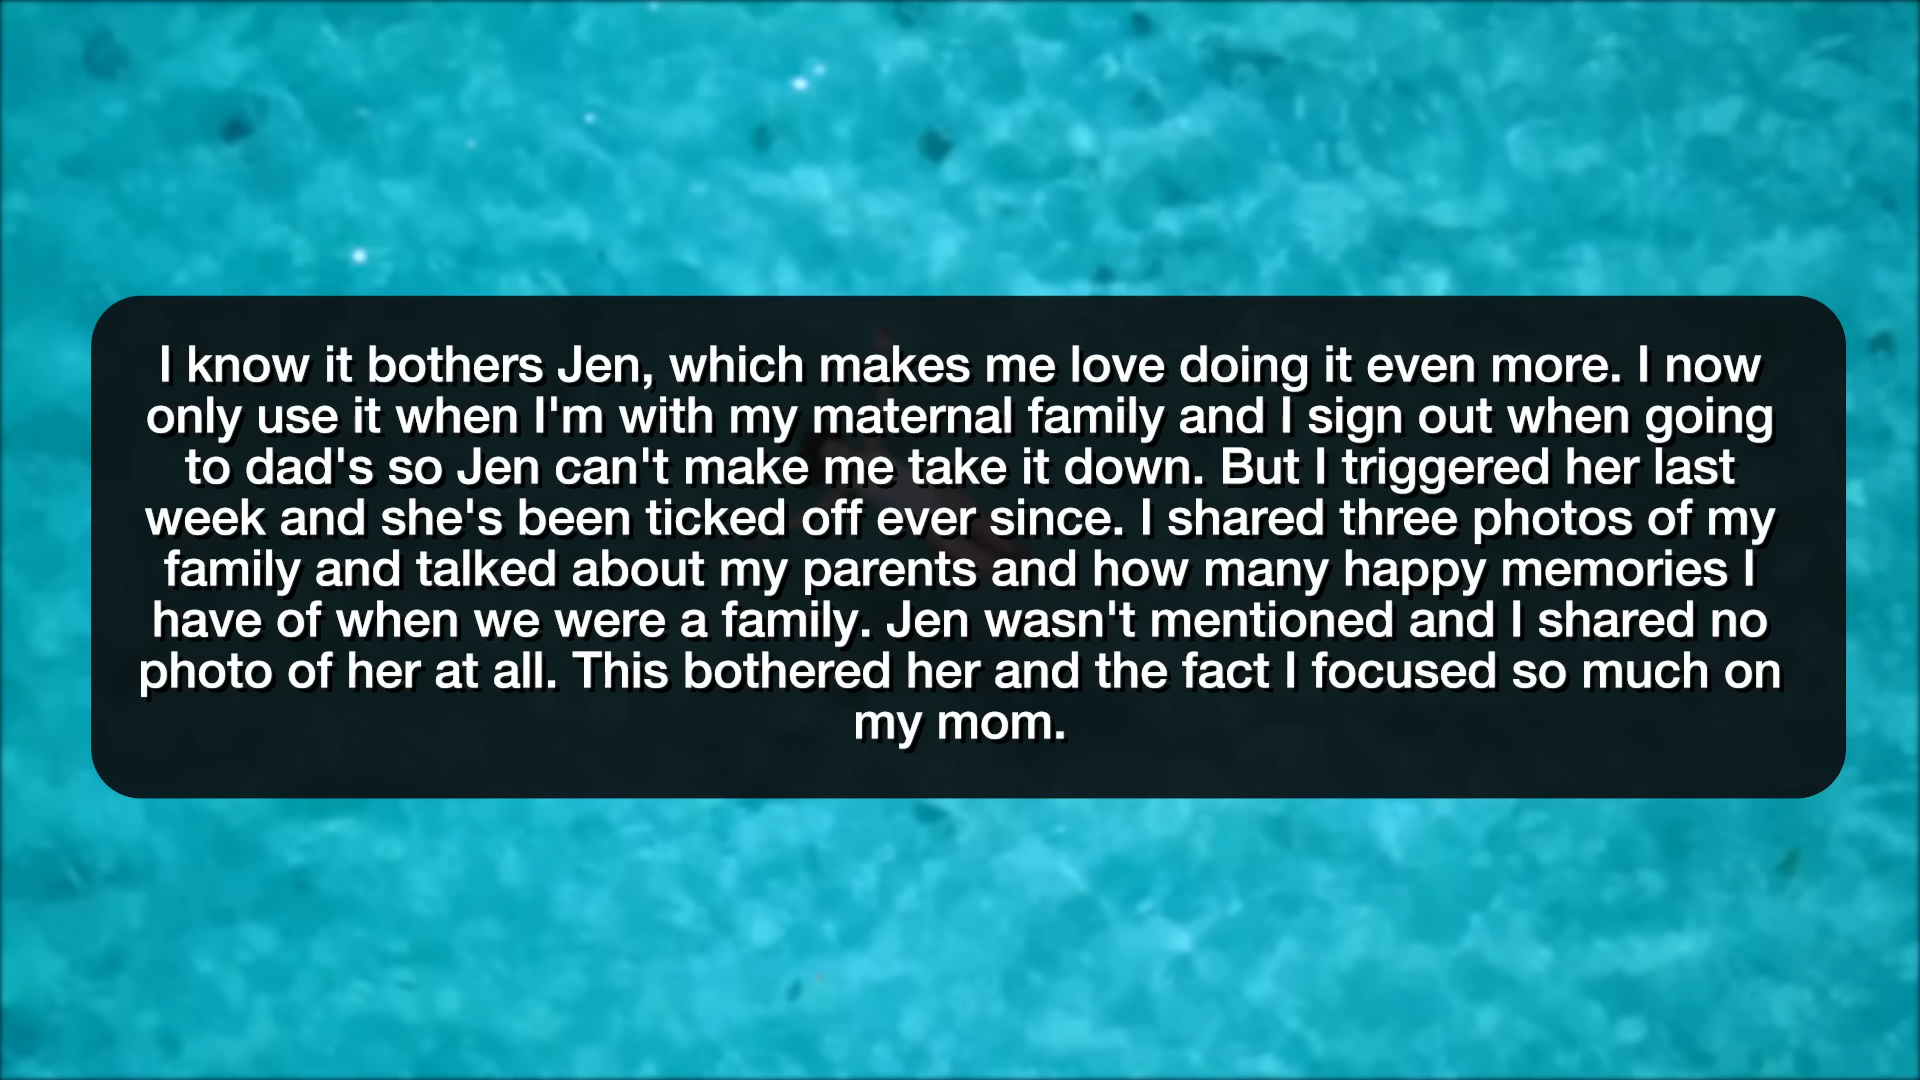 I know it bothers Jen, which makes me love doing it even more. I now
only use it when I'm with my maternal family and I sign out when going
to dad's so Jen can't make me take it down. But I triggered her last
week and she's been ticked off ever since. I shared three photos of my
family and talked about my parents and how many happy memories I
have of when we were a family. Jen wasn't mentioned and I shared no
photo of her at all. This bothered her and the fact I focused so much on
my mom.